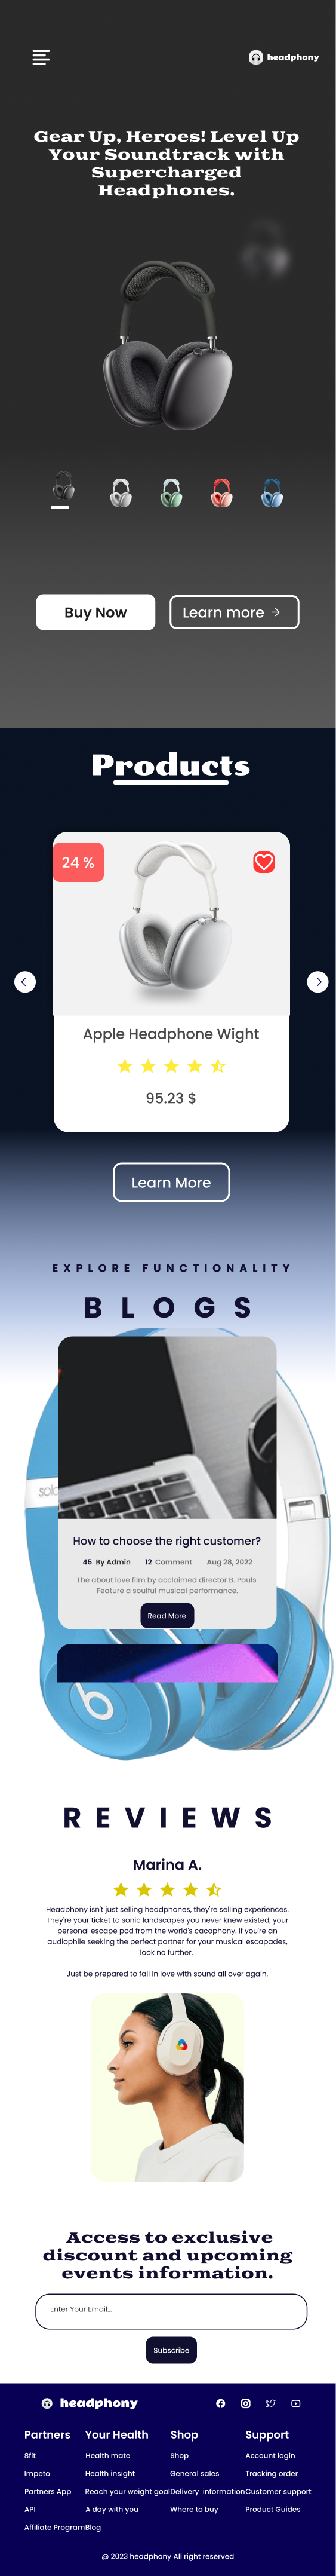 headphony
Gear Up, Heroes! Level Up
Your Soundtrack with
Supercharged
Headphones.
Buy Now
Learn more
Products
24 %
Apple Headphone Wight
95.23 $
Learn More
EXPLORE FUNCTIONALITY
BLOGS
solo
How to choose the right customer?
45 By Admin 12 Comment Aug 28, 2022
The about love film by acclaimed director B. Pauls
Feature a soulful musical performance.
Read More
REVIEWS
Marina A.
Headphony isn't just selling headphones, they're selling experiences.
They're your ticket to sonic landscapes you never knew existed, your
personal escape pod from the world's cacophony. If you're an
audiophile seeking the perfect partner for your musical escapades,
look no further.
Just be prepared to fall in love with sound all over again.
Access to exclusive
discount and upcoming
events information.
Enter Your Email...
Subscribe
headphony
Partners Your Health Shop Support
8fit Health mate Shop Account login
Impeto Health insight General sales Tracking order
Partners App Reach your weight goal Delivery information Customer support
API A day with you Where to buy Product Guides
Affiliate Program Blog
@ 2023 headphony All right reserved